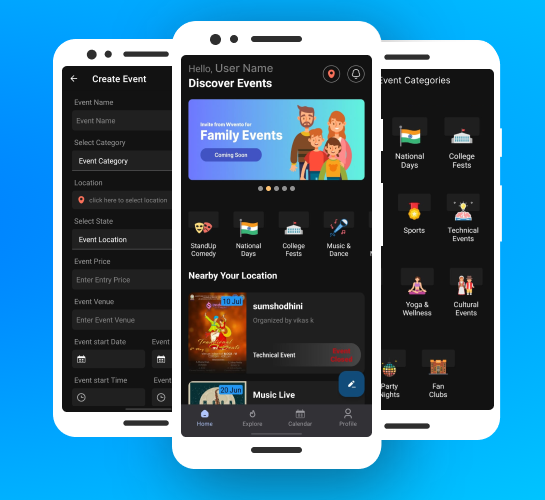 Create Event
Event Name
Event Name
Select Category
Event Category
Location
click here to select location
Select State
Event Location
Event Price
Enter Entry Price
Event Venue
Enter Event Venue
Event start Date
Event
Event start Time
Event
Hello, User Name
Discover Events
Invite from Wvento for
Family Events
Coming Soon
StandUp
Comedy
National
Days
College
Fests
Music &
Dance
Nearby Your Location
10 Jul
sumshodhini
Organized by vikas k
Technical Event
20 Jun
Music Live
Home
Explore
Calendar
Profile
Event Categories
National
Days
College
Fests
Sports
Technical
Events
Yoga &
Wellness
Cultural
Events
Party
Nights
Fan
Clubs